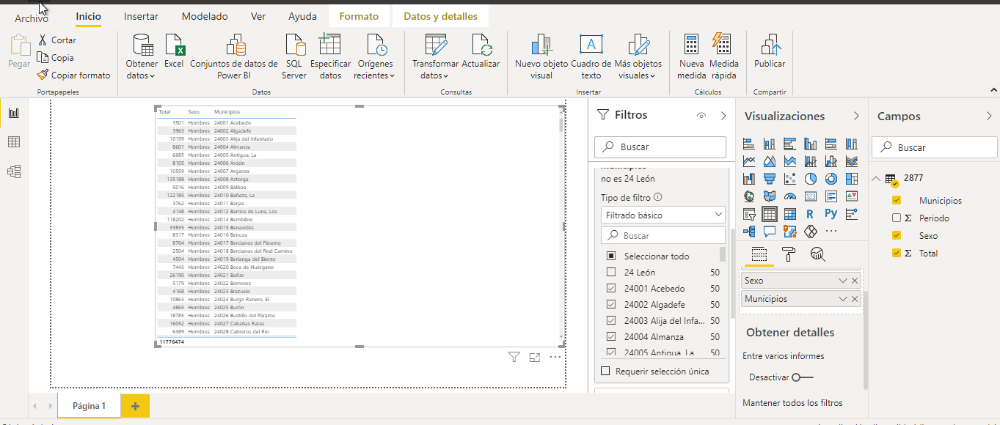 Archivo
Inicio
Insertar
Modelado
Ver
Ayuda
Formato
Datos y detalles
Pegar
Cortar
Copia
Copiar formato
Portapapeles
Obtener
datos
Excel
Conjuntos de datos de
Power BI
SQL
Server
Especificar
datos
Orígenes
recientes
Datos
Transformar
datos
Actualizar
Consultas
Nuevo objeto
visual
Cuadro de
texto
Más objetos
visuales
Insertar
Nueva
medida
Medida
rápida
Cálculos
Publicar
Compartir
Total Sexo Municipios
3501 Hombres 24001 Acebedo
3963 Hombres 24002 Algadefe
10159 Hombres 24003 Alija del Infantado
8601 Hombres 24004 Almanza
6685 Hombres 24005 Antigua, La
8105 Hombres 24006 Ardón
10559 Hombres 24007 Arganza
135188 Hombres 24008 Astorga
5016 Hombres 24009 Balboa
122185 Hombres 24010 Bañeza, La
3762 Hombres 24011 Barjas
4148 Hombres 24012 Barrios de Luna, Los
118202 Hombres 24014 Bembibre
33835 Hombres 24015 Benavides
8317 Hombres 24016 Benuza
8764 Hombres 24017 Bercianos del Páramo
2504 Hombres 24018 Bercianos del Real Camino
4504 Hombres 24019 Berlanga del Bierzo
7443 Hombres 24020 Boca de Huérgano
26190 Hombres 24021 Boñar
5179 Hombres 24022 Borrenes
4168 Hombres 24023 Brazuelo
10863 Hombres 24024 Burgo Ranero, El
4865 Hombres 24025 Burón
18785 Hombres 24026 Bustillo del Páramo
16052 Hombres 24027 Cabañas Raras
6389 Hombres 24028 Cabreros del Río
11776474
Página 1
Filtros
Buscar
Municipios
no es 24 León
Tipo de filtro
Filtrado básico
Buscar
Seleccionar todo
24 León 50
24001 Acebedo 50
24002 Algadefe 50
24003 Alija del Infa... 50
24004 Almanza 50
24005 Antigua, La 50
Requerir selección única
Visualizaciones
123
R
Py
Sexo
Municipios
Obtener detalles
Entre varios informes
Desactivar
Mantener todos los filtros
Campos
Buscar
2877
Municipios
Σ Periodo
Sexo
Σ Total